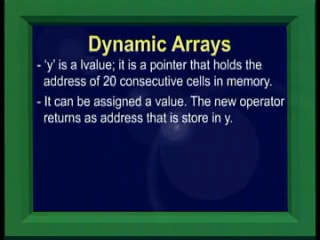 Dynamic Arrays
- ‘y’ is a lvalue; it is a pointer that holds the
address of 20 consecutive cells in memory.
- It can be assigned a value. The new operator
returns as address that is store in y.